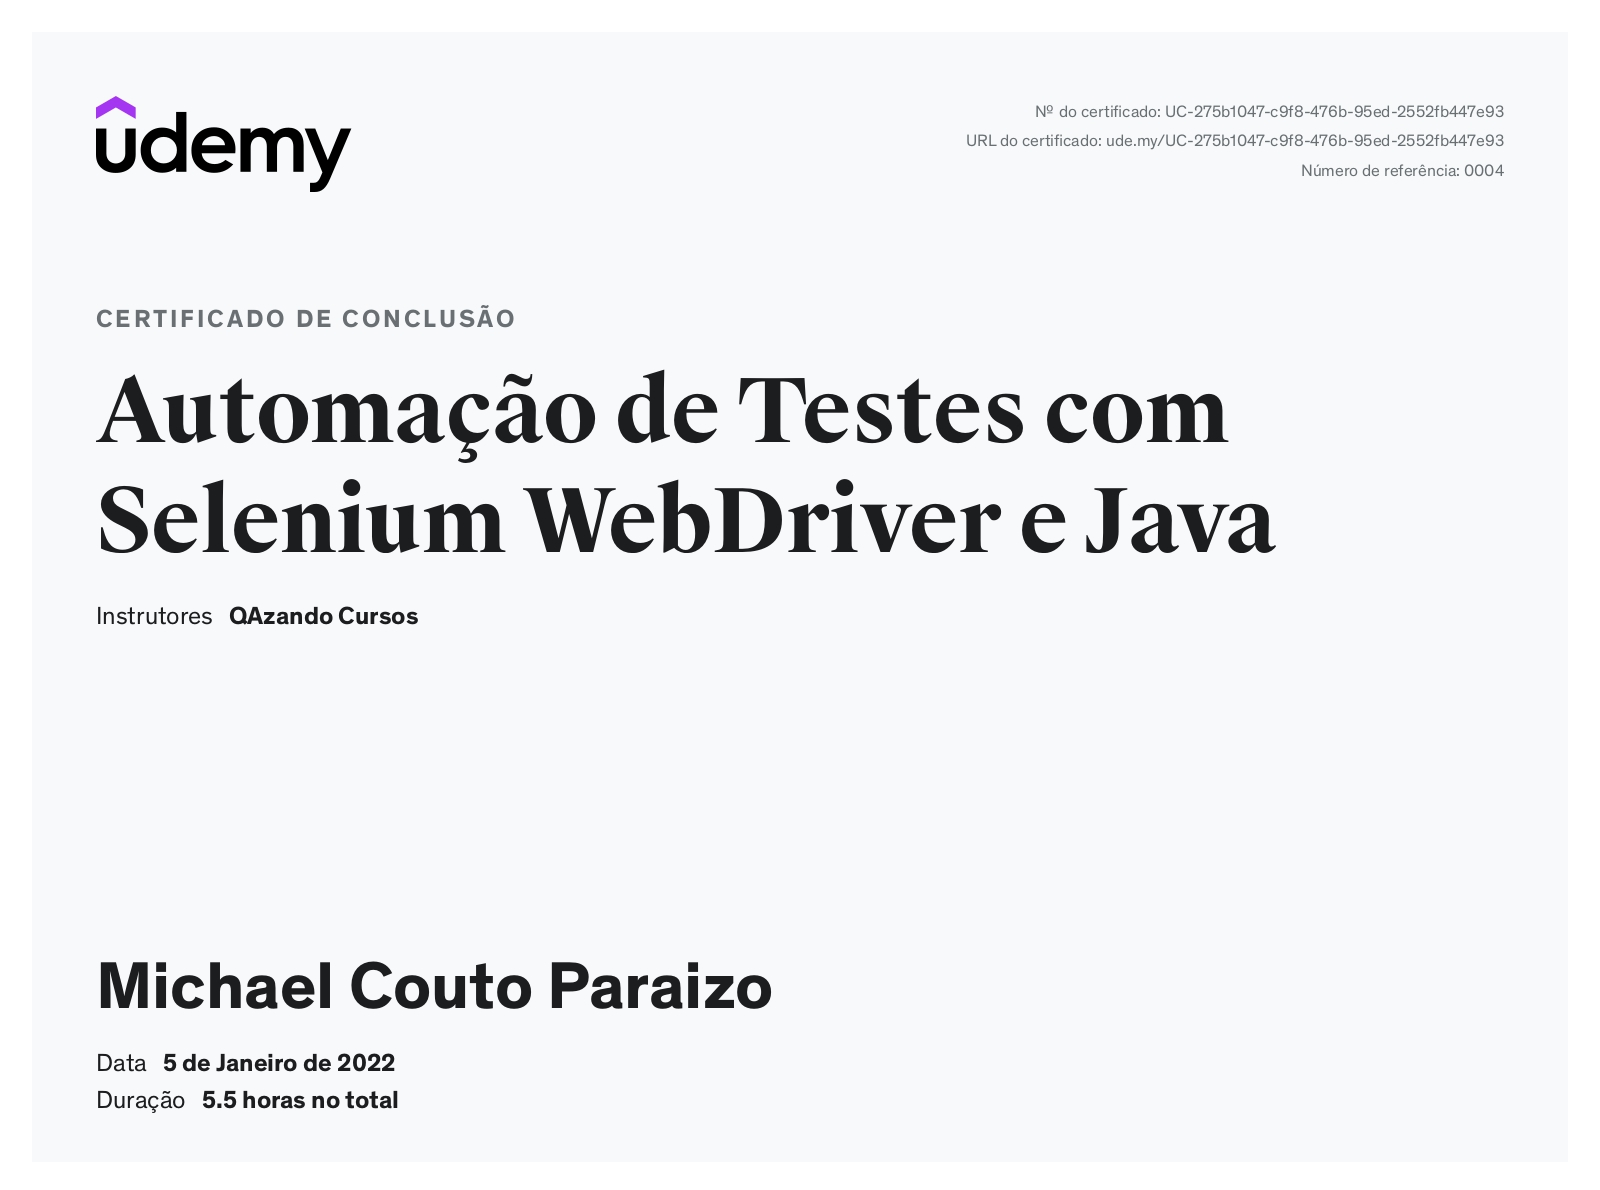 udemy
Nº do certificado: UC-275b1047-c9f8-476b-95ed-2552fb447e93
URL do certificado: ude.my/UC-275b1047-c9f8-476b-95ed-2552fb447e93
Número de referência: 0004
CERTIFICADO DE CONCLUSÃO
Automação de Testes com
Selenium WebDriver e Java
Instrutores QAzando Cursos
Michael Couto Paraizo
Data 5 de Janeiro de 2022
Duração 5.5 horas no total